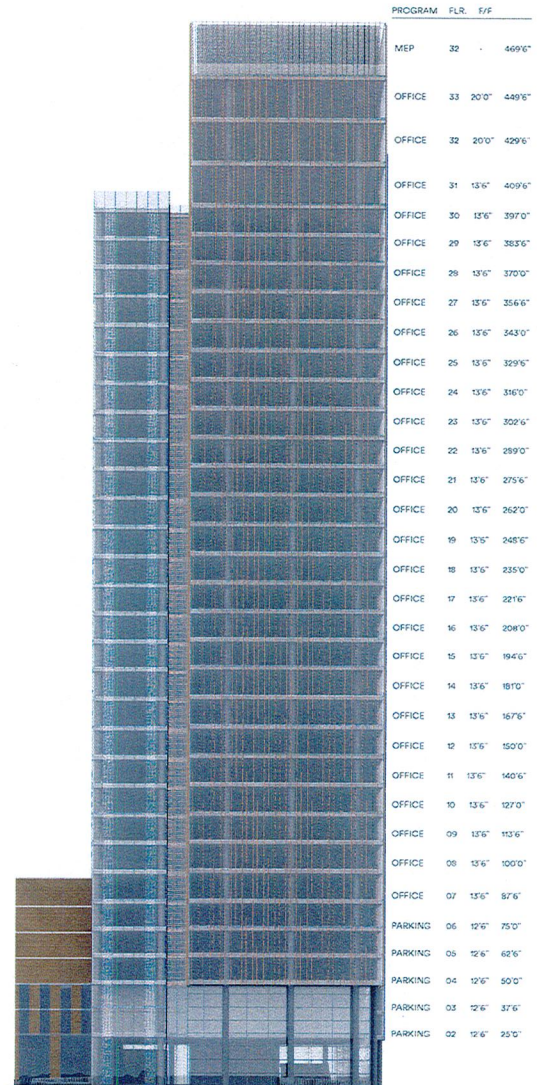 PROGRAM FLR. F/F
MEP 32 - 469'6"
OFFICE 33 20'0" 449'6"
OFFICE 32 20'0" 429'6"
OFFICE 31 13'6" 409'6"
OFFICE 30 13'6" 397'0"
OFFICE 29 13'6" 383'6"
OFFICE 28 13'6" 370'0"
OFFICE 27 13'6" 356'6"
OFFICE 26 13'6" 343'0"
OFFICE 25 13'6" 329'6"
OFFICE 24 13'6" 316'0"
OFFICE 23 13'6" 302'6"
OFFICE 22 13'6" 289'0"
OFFICE 21 13'6" 275'6"
OFFICE 20 13'6" 262'0"
OFFICE 19 13'6" 248'6"
OFFICE 18 13'6" 235'0"
OFFICE 17 13'6" 221'6"
OFFICE 16 13'6" 208'0"
OFFICE 15 13'6" 194'6"
OFFICE 14 13'6" 181'0"
OFFICE 13 13'6" 167'6"
OFFICE 12 13'6" 150'0"
OFFICE 11 13'6" 140'6"
OFFICE 10 13'6" 127'0"
OFFICE 09 13'6" 113'6"
OFFICE 08 13'6" 100'0"
OFFICE 07 13'6" 87'6"
PARKING 06 12'6" 75'0"
PARKING 05 12'6" 62'6"
PARKING 04 12'6" 50'0"
PARKING 03 12'6" 37'6"
PARKING 02 12'6" 25'0"